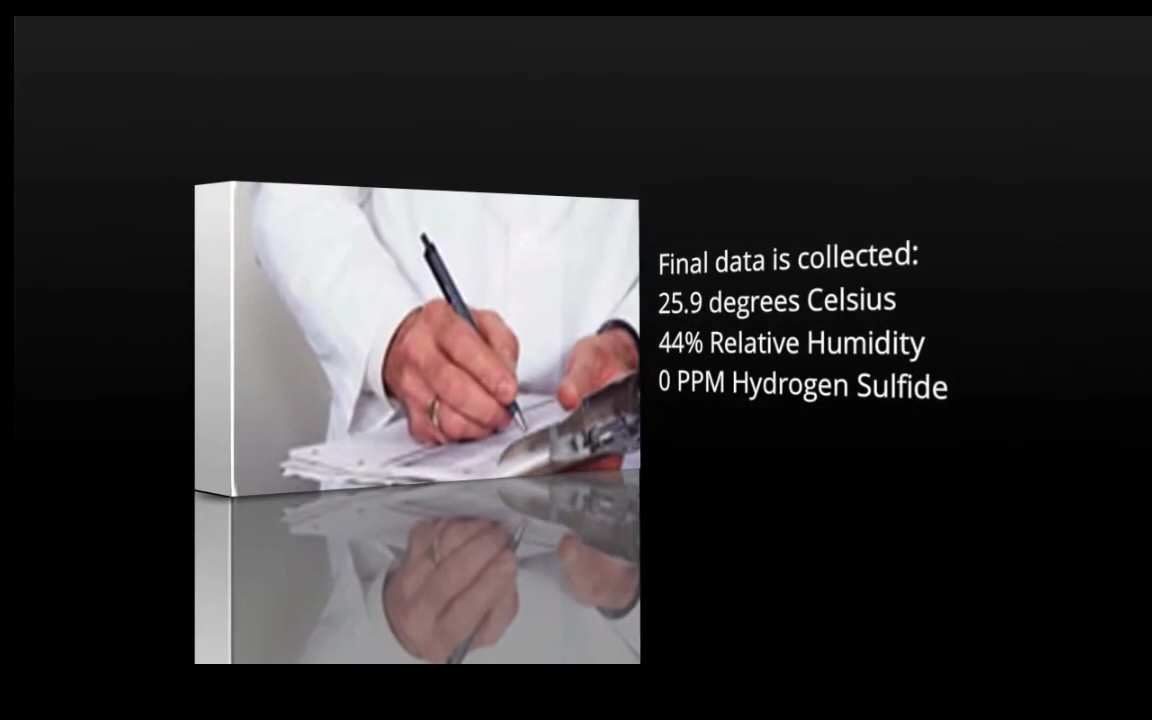 Final data is collected:
25.9 degrees Celsius
44% Relative Humidity
0 PPM Hydrogen Sulfide